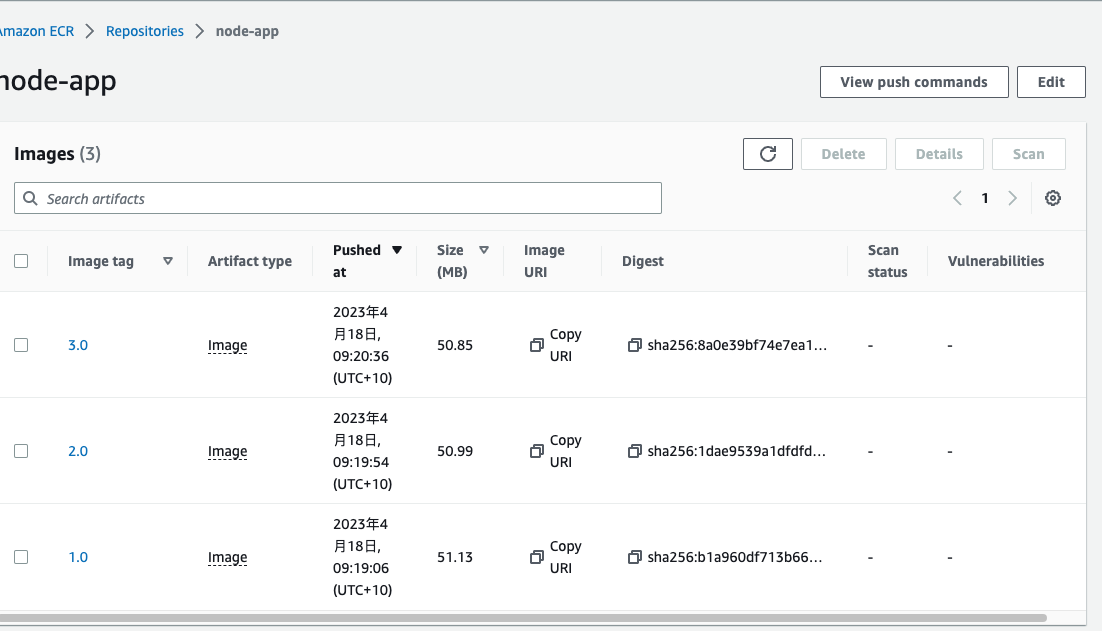 Amazon ECR > Repositories > node-app
node-app
View push commands
Edit
Images (3)
Delete
Details
Scan
Search artifacts
1
Image tag
Artifact type
Pushed
at
Size
(MB)
Image
URI
Digest
Scan
status
Vulnerabilities
3.0
Image
2023年4
月18日,
09:20:36
(UTC+10)
50.85
Copy
URI
sha256:8a0e39bf74e7ea1...
-
-
2.0
Image
2023年4
月18日,
09:19:54
(UTC+10)
50.99
Copy
URI
sha256:1dae9539a1dfdfd...
-
-
1.0
Image
2023年4
月18日,
09:19:06
(UTC+10)
51.13
Copy
URI
sha256:b1a960df713b66...
-
-